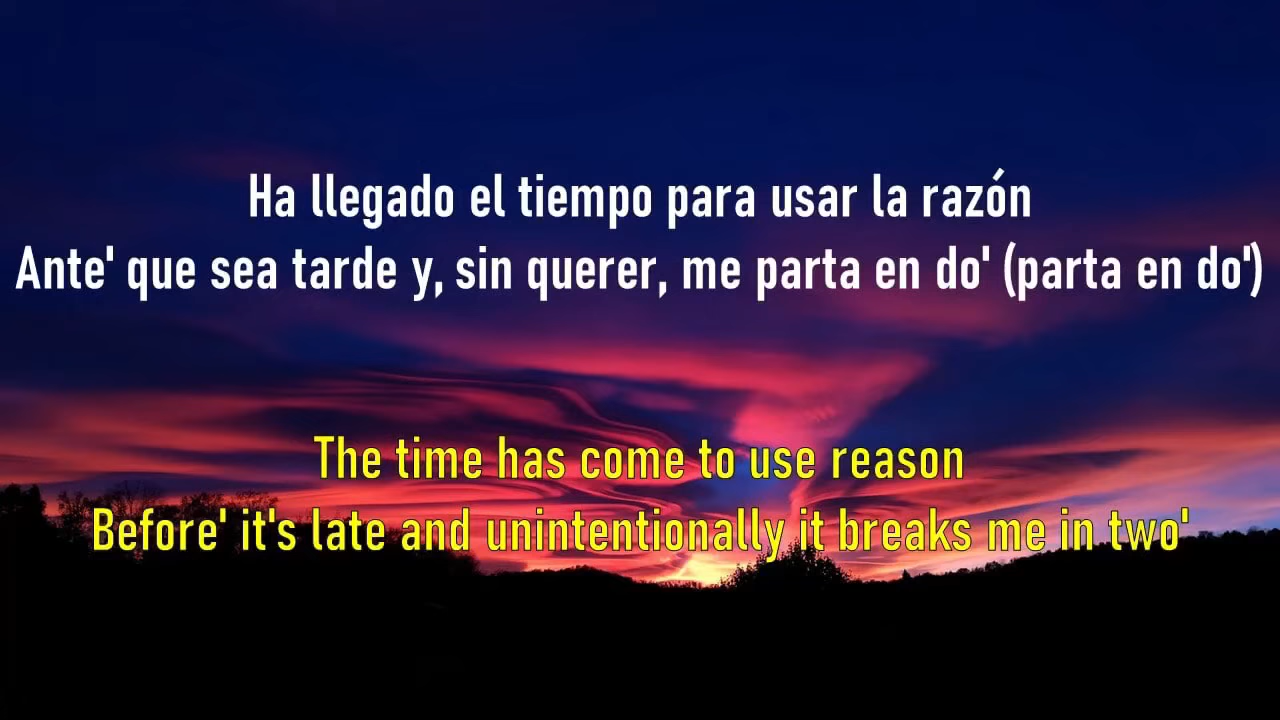 Ha llegado el tiempo para usar la razón
Ante' que sea tarde y, sin querer, me parta en do' (parta en do')
The time has come to use reason
Before' it's late and unintentionally it breaks me in two'